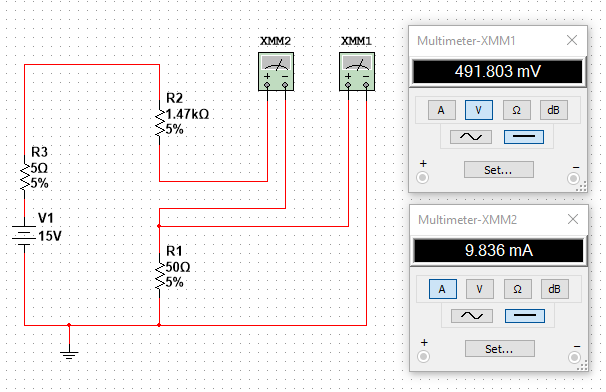 XMM2
XMM1
R2
1.47kΩ
5%
R3
5Ω
5%
V1
15V
R1
50Ω
5%
+ -
+ -
Multimeter-XMM1
491.803 mV
A V Ω dB
+ -
Set...
Multimeter-XMM2
9.836 mA
A V Ω dB
+ -
Set...